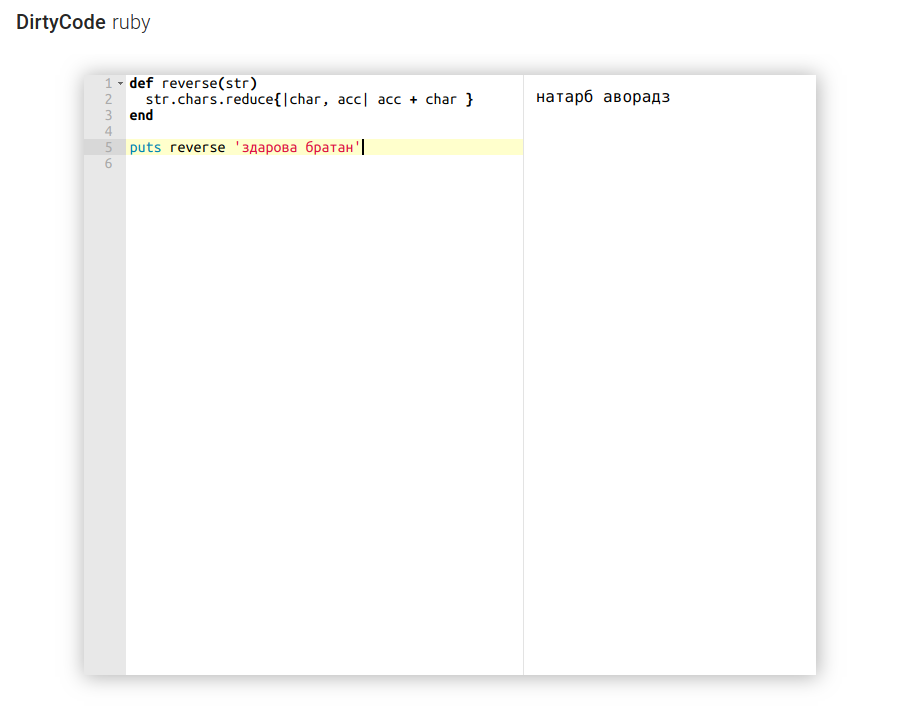 DirtyCode ruby
1 def reverse(str)
2   str.chars.reduce{|char, acc| acc + char }
3 end
4
5 puts reverse 'здарова братан'
6
натарб аворадз